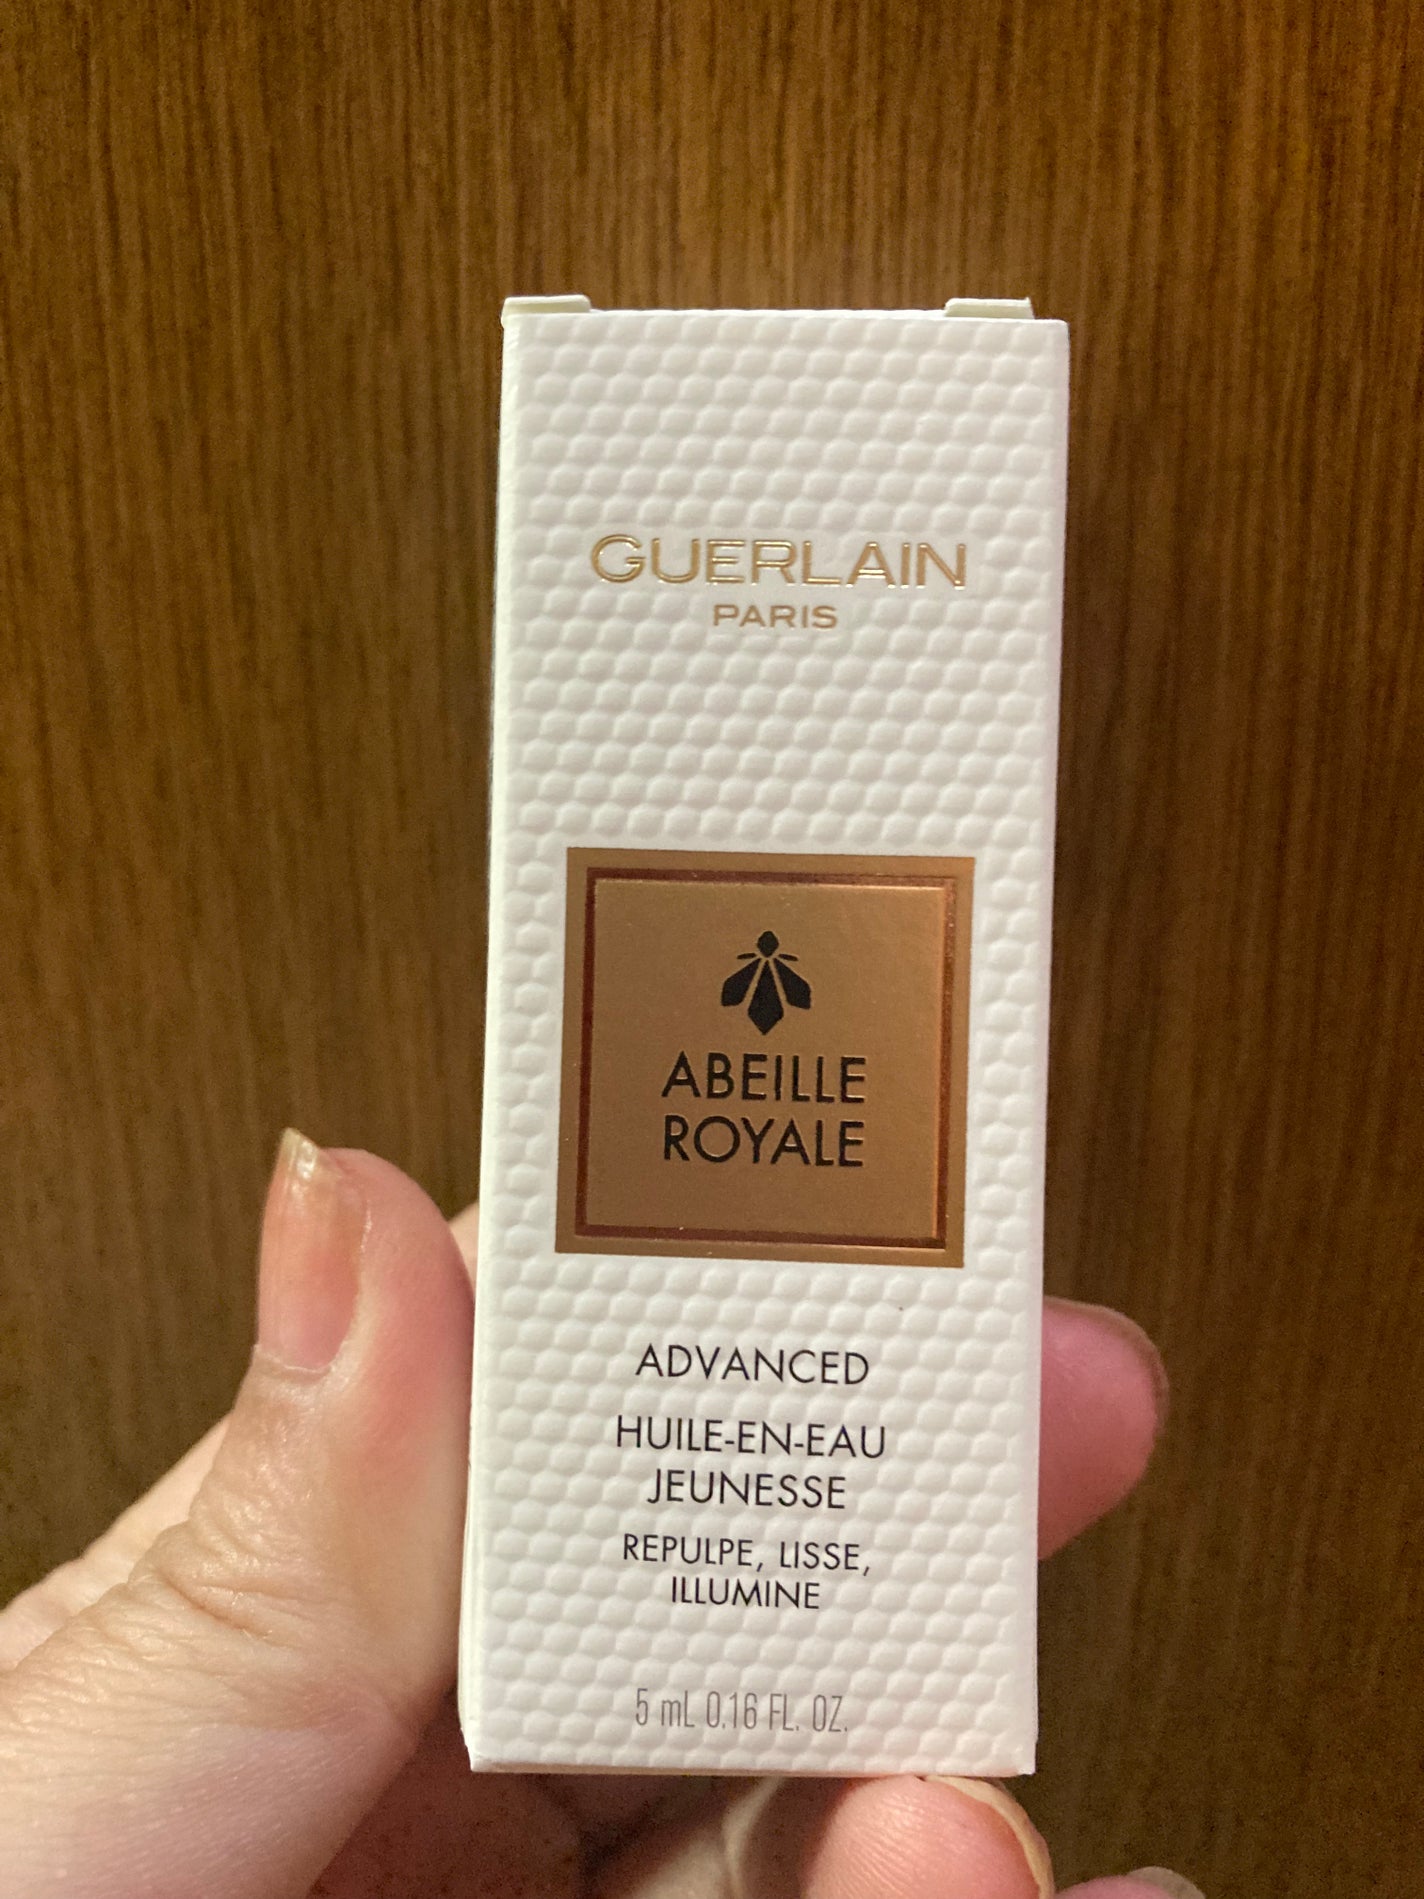 GUERLAIN
PARIS
ABEILLE
ROYALE
ADVANCED
HUILE-EN-EAU
JEUNESSE
REPULPE, LISSE,
ILLUMINE
5 mL 0.16 FL. OZ.